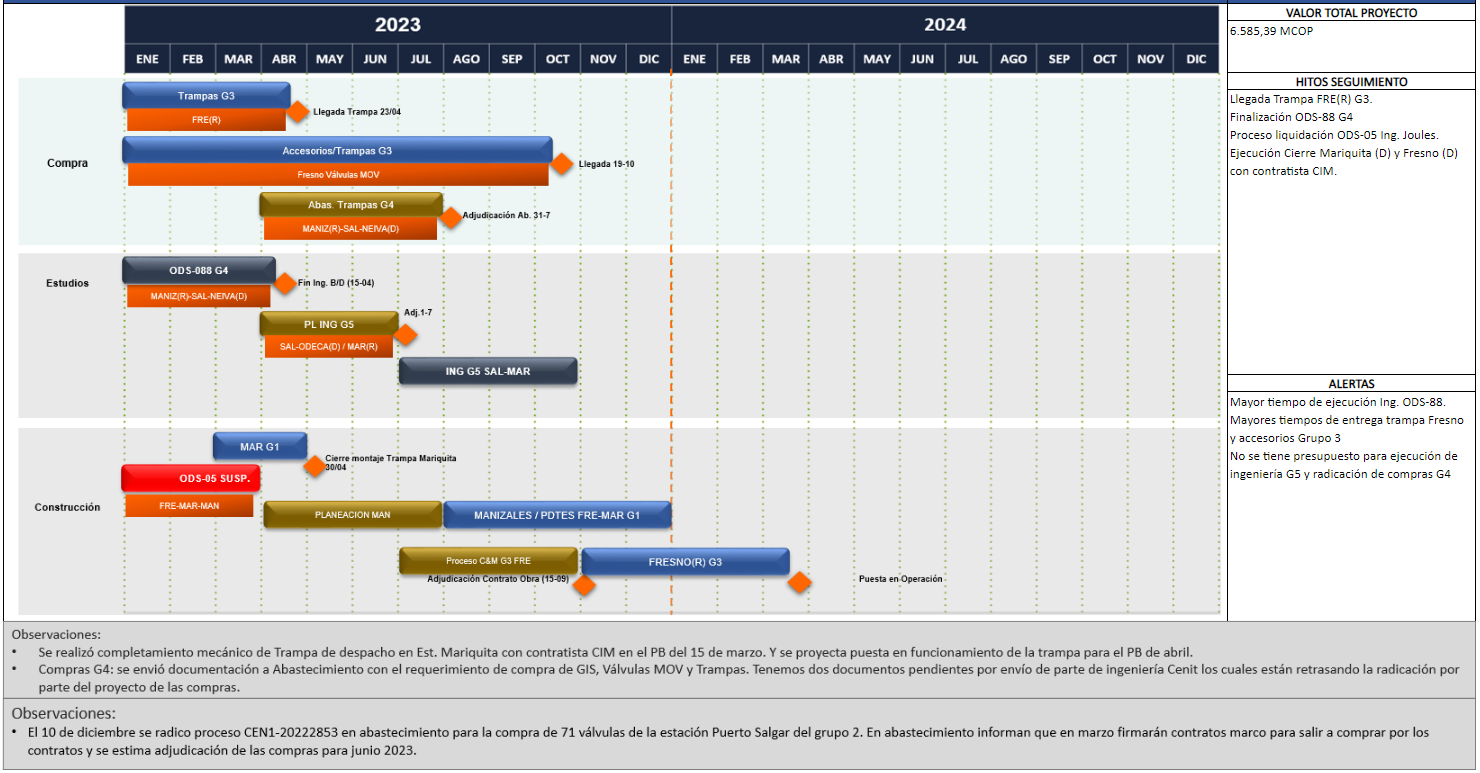 2023
2024
ENE FEB MAR ABR MAY JUN JUL AGO SEP OCT NOV DIC ENE FEB MAR ABR MAY JUN JUL AGO SEP OCT NOV DIC
Compra
Trampas G3
FRE(R)
Llegada Trampa 23/04
Accesorios/Trampas G3
Fresno Válvulas MOV
Llegada 19-10
Abas. Trampas G4
MANIZ(R)-SAL-NEIVA(D)
Adjudicación Ab. 31-7
Estudios
ODS-088 G4
MANIZ(R)-SAL-NEIVA(D)
Fin Ing. B/D (15-04)
PL ING G5
SAL-ODECA(D) / MAR(R)
Adj.1-7
ING G5 SAL-MAR
Construcción
MAR G1
Cierre montaje Trampa Mariquita
30/04
ODS-05 SUSP.
FRE-MAR-MAN
PLANEACION MAN
MANIZALES / PDTES FRE-MAR G1
Proceso C&M G3 FRE
FRESNO(R) G3
Adjudicación Contrato Obra (15-09)
Puesta en Operación
VALOR TOTAL PROYECTO
6.585,39 MCOP
HITOS SEGUIMIENTO
Llegada Trampa FRE(R) G3.
Finalización ODS-88 G4
Proceso liquidación ODS-05 Ing. Joules.
Ejecución Cierre Mariquita (D) y Fresno (D)
con contratista CIM.
ALERTAS
Mayor tiempo de ejecución Ing. ODS-88.
Mayores tiempos de entrega trampa Fresno
y accesorios Grupo 3
No se tiene presupuesto para ejecución de
ingeniería G5 y radicación de compras G4
Observaciones:
• Se realizó completamiento mecánico de Trampa de despacho en Est. Mariquita con contratista CIM en el PB del 15 de marzo. Y se proyecta puesta en funcionamiento de la trampa para el PB de abril.
• Compras G4: se envió documentación a Abastecimiento con el requerimiento de compra de GIS, Válvulas MOV y Trampas. Tenemos dos documentos pendientes por envío de parte de ingeniería Cenit los cuales están retrasando la radicación por
parte del proyecto de las compras.
Observaciones:
• El 10 de diciembre se radico proceso CEN1-20222853 en abastecimiento para la compra de 71 válvulas de la estación Puerto Salgar del grupo 2. En abastecimiento informan que en marzo firmarán contratos marco para salir a comprar por los
contratos y se estima adjudicación de las compras para junio 2023.